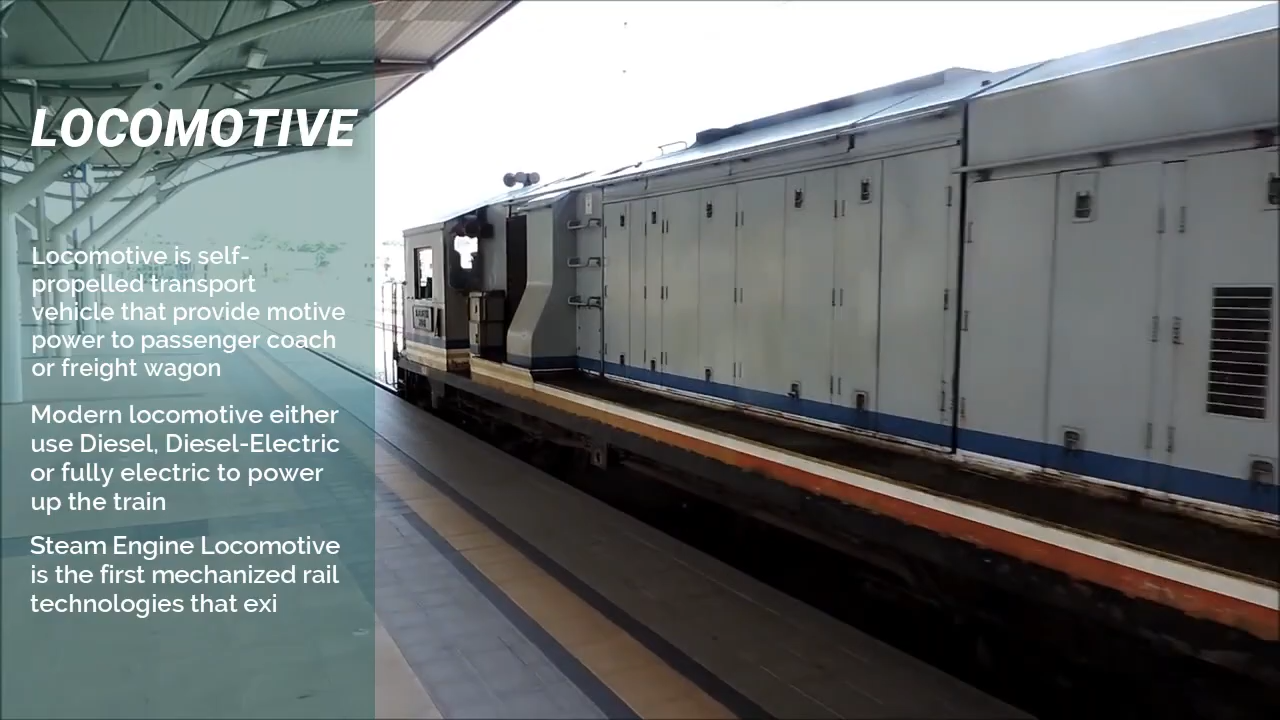 LOCOMOTIVE
Locomotive is self-
propelled transport
vehicle that provide motive
power to passenger coach
or freight wagon
Modern locomotive either
use Diesel, Diesel-Electric
or fully electric to power
up the train
Steam Engine Locomotive
is the first mechanized rail
technologies that exi